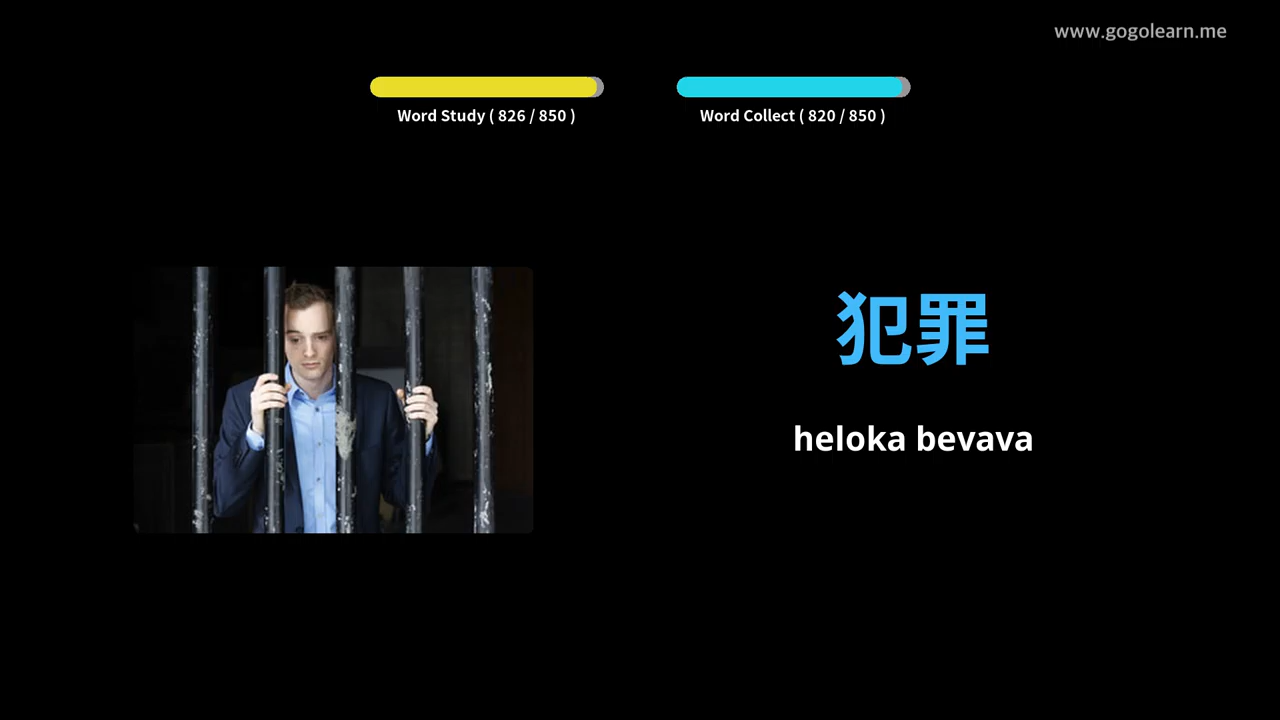 www.gogolearn.me
Word Study ( 826 / 850 )
Word Collect ( 820 / 850 )
犯罪
heloka bevava